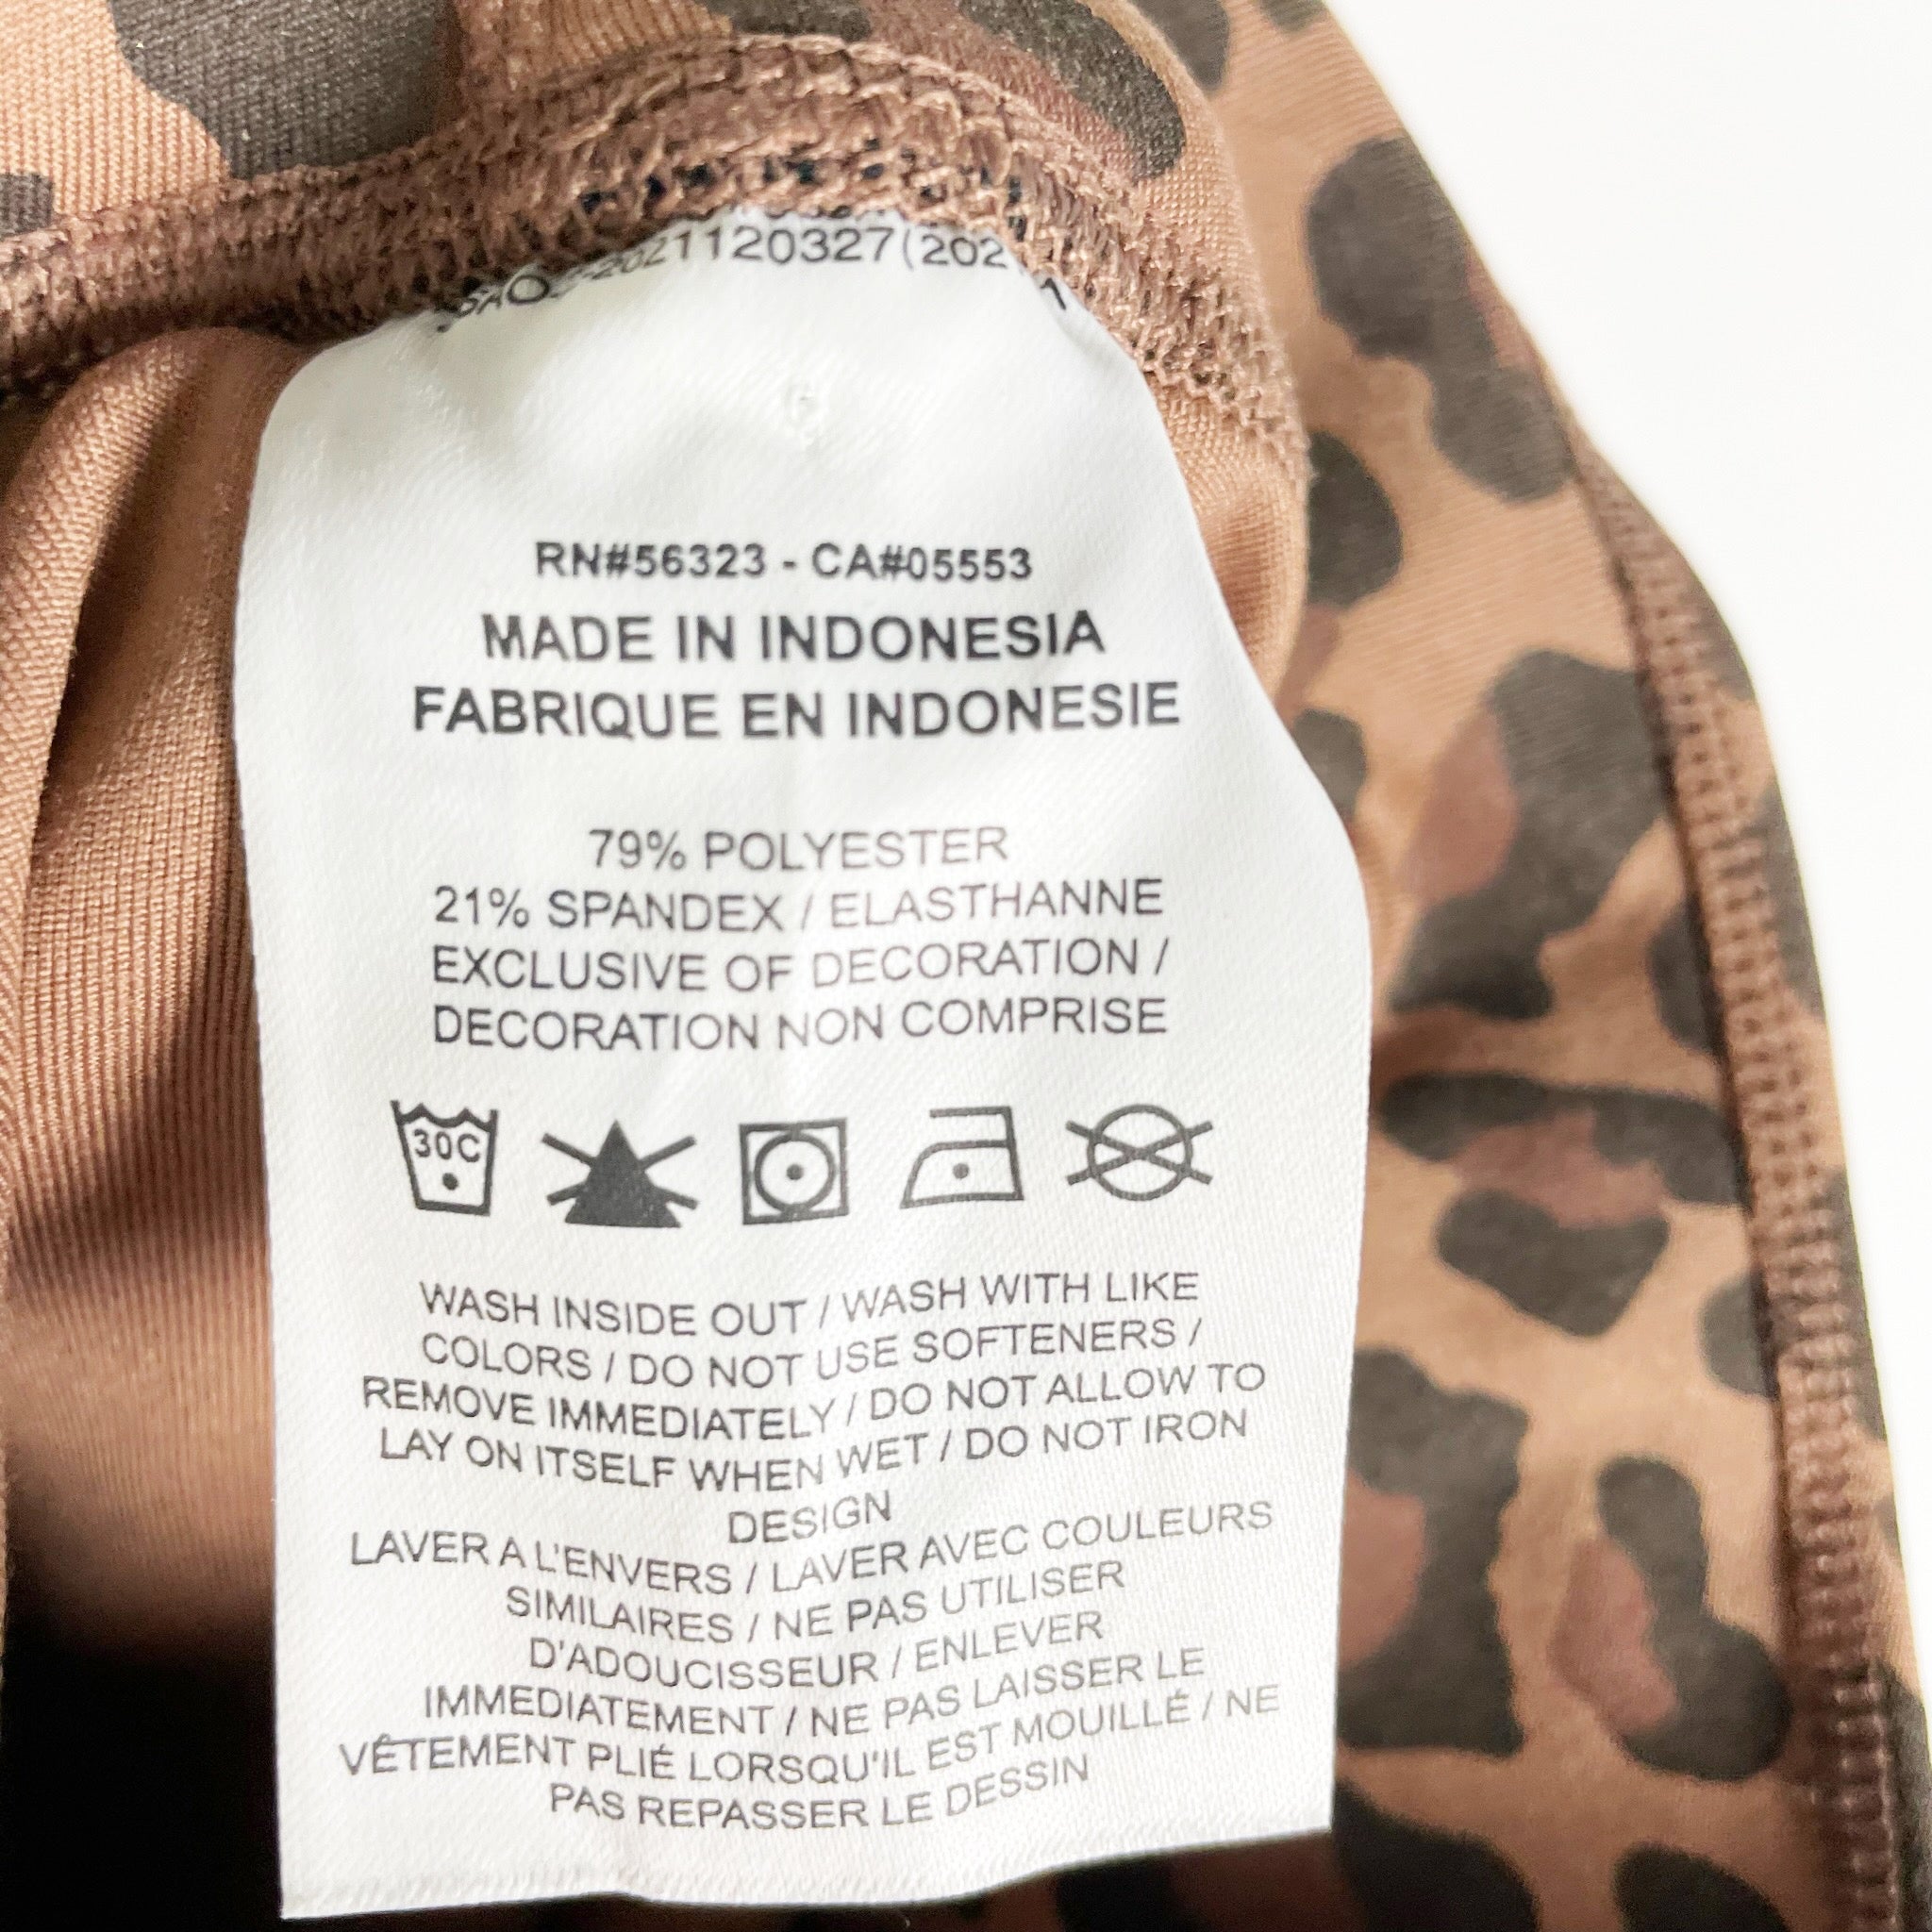 1120327(202
RN#56323 - CA#05553
MADE IN INDONESIA
FABRIQUE EN INDONESIE
79% POLYESTER
21% SPANDEX / ELASTHANNE
EXCLUSIVE OF DECORATION /
DECORATION NON COMPRISE
30C
WASH INSIDE OUT / WASH WITH LIKE
COLORS / DO NOT USE SOFTENERS /
REMOVE IMMEDIATELY / DO NOT ALLOW TO
LAY ON ITSELF WHEN WET / DO NOT IRON
DESIGN
LAVER A L'ENVERS / LAVER AVEC COULEURS
SIMILAIRES / NE PAS UTILISER
D'ADOUCISSEUR / ENLEVER
IMMEDIATEMENT / NE PAS LAISSER LE
VÊTEMENT PLIÉ LORSQU'IL EST MOUILLÉ / NE
PAS REPASSER LE DESSIN